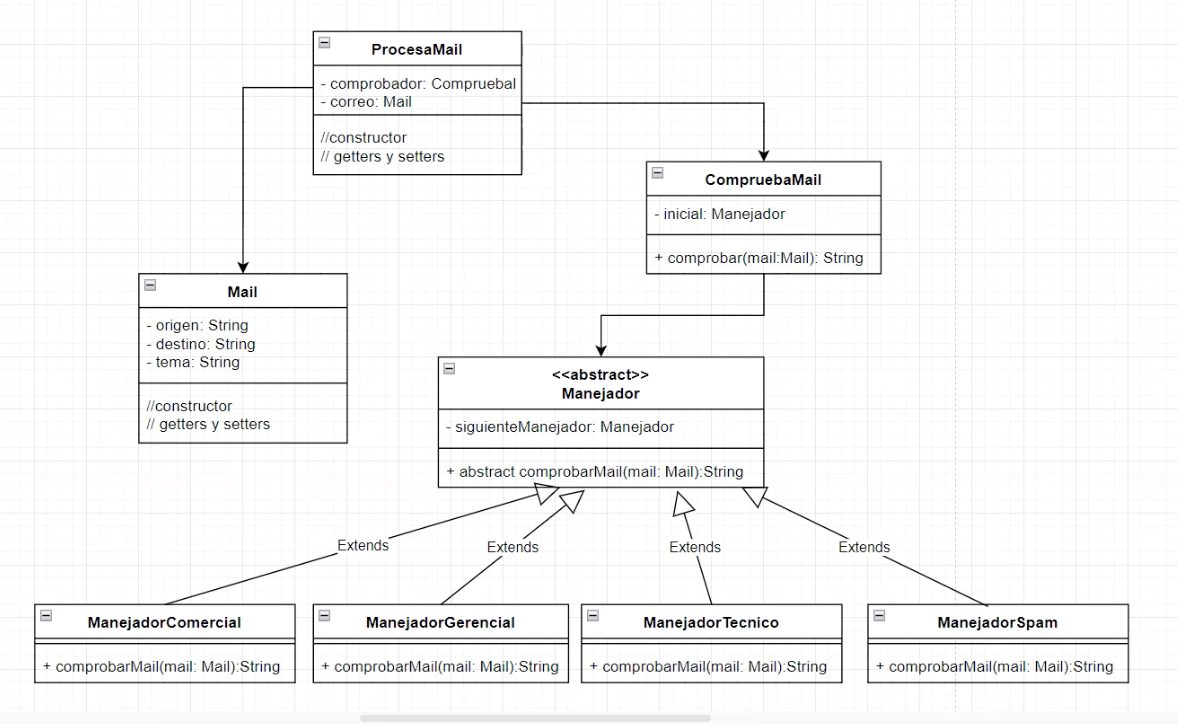 ProcesaMail
- comprobador: Compruebal
- correo: Mail
//constructor
// getters y setters
CompruebaMail
- inicial: Manejador
+ comprobar(mail:Mail): String
Mail
- origen: String
- destino: String
- tema: String
//constructor
// getters y setters
<<abstract>>
Manejador
- siguienteManejador: Manejador
+ abstract comprobarMail(mail: Mail):String
Extends
Extends
Extends
Extends
ManejadorComercial
+ comprobarMail(mail: Mail):String
ManejadorGerencial
+ comprobarMail(mail: Mail):String
ManejadorTecnico
+ comprobarMail(mail: Mail):String
ManejadorSpam
+ comprobarMail(mail: Mail):String